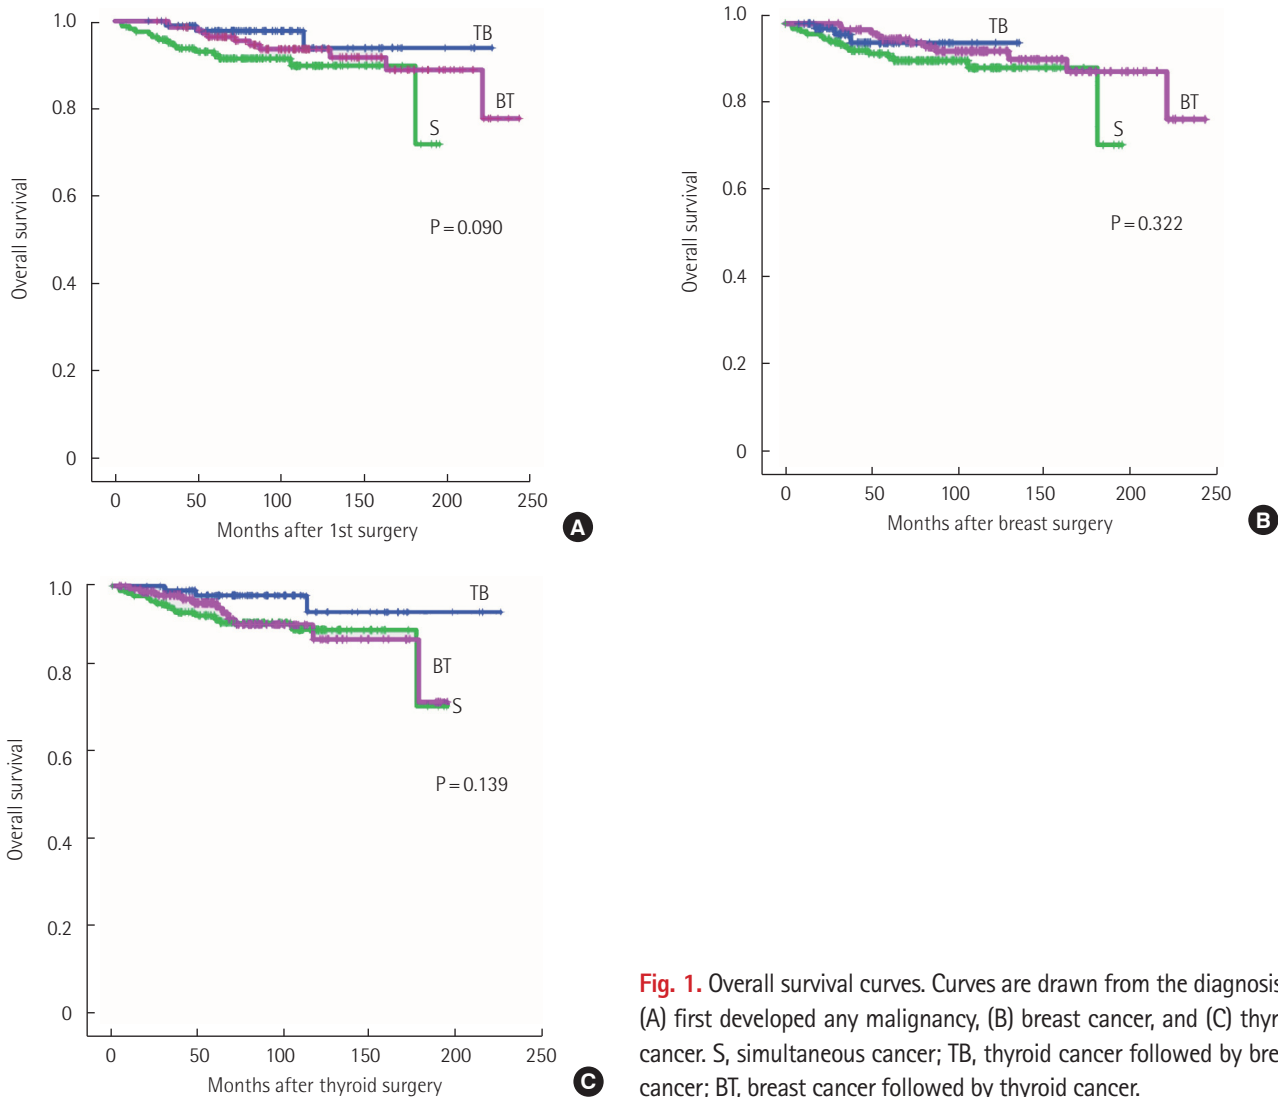 1.0
0.8
0.6
0.4
0.2
0
Overall survival
TB
BT
S
P=0.090
0 50 100 150 200 250
Months after 1st surgery
A
1.0
0.8
0.6
0.4
0.2
0
Overall survival
TB
BT
S
P=0.322
0 50 100 150 200 250
Months after breast surgery
B
1.0
0.8
0.6
0.4
0.2
0
Overall survival
TB
BT
S
P=0.139
0 50 100 150 200 250
Months after thyroid surgery
C
Fig. 1. Overall survival curves. Curves are drawn from the diagnosis
(A) first developed any malignancy, (B) breast cancer, and (C) thyr
cancer. S, simultaneous cancer; TB, thyroid cancer followed by brea
cancer; BT, breast cancer followed by thyroid cancer.